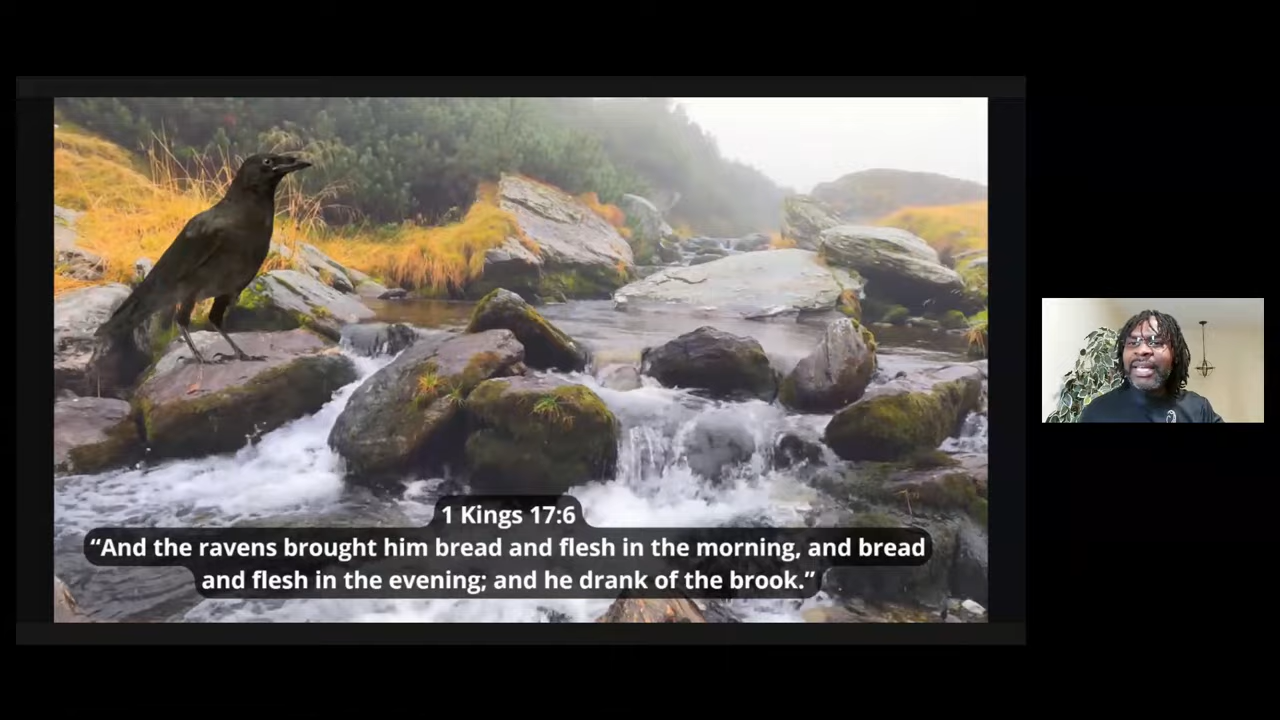 1 Kings 17:6
“And the ravens brought him bread and flesh in the morning, and bread
and flesh in the evening; and he drank of the brook.”